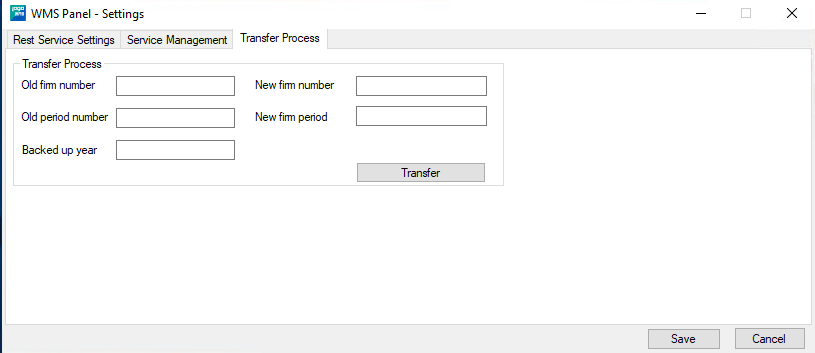 WMS Panel - Settings
Rest Service Settings Service Management Transfer Process
Transfer Process
Old firm number New firm number
Old period number New firm period
Backed up year
Transfer
Save Cancel